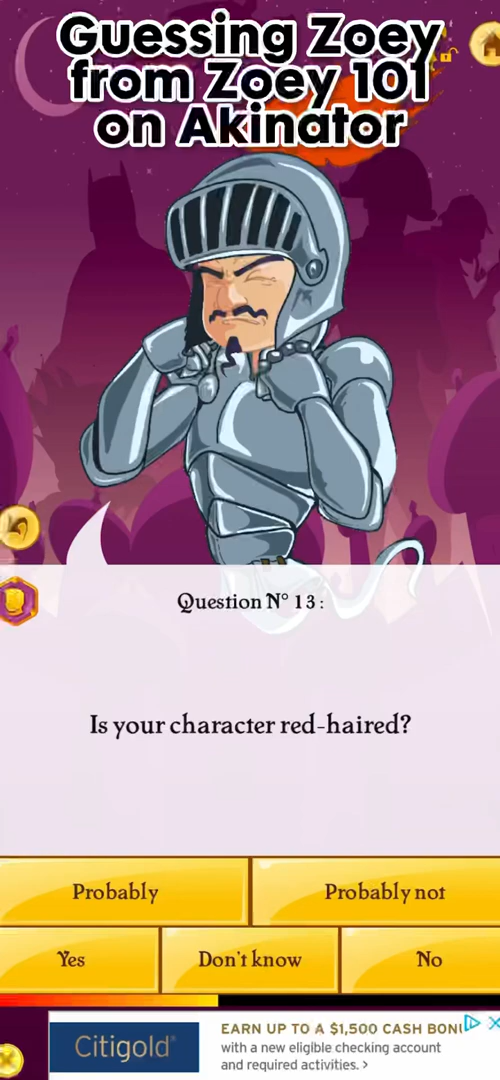 Guessing Zoey
from Zoey 101
on Akinator
Question N° 13 :
Is your character red-haired?
Probably
Probably not
Yes
Don't know
No
Citigold®
EARN UP TO A $1,500 CASH BONU
with a new eligible checking account
and required activities. >